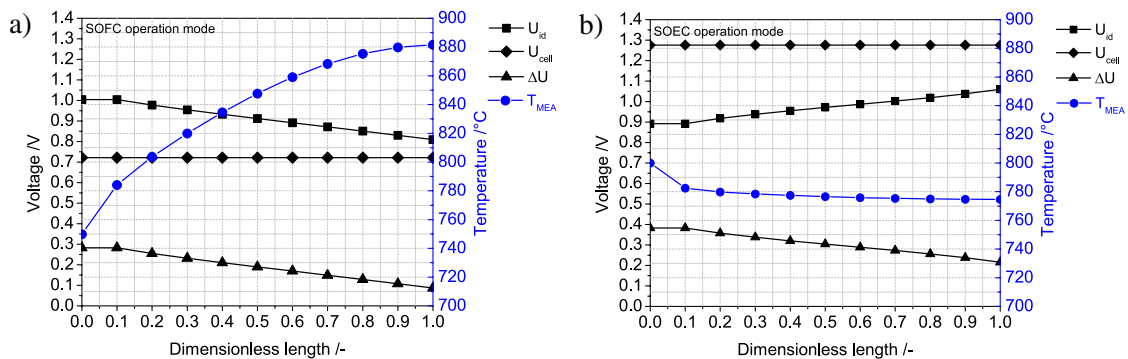 a)
SOFC operation mode
1.4
1.3
1.2
1.1
1.0
0.9
0.8
0.7
0.6
0.5
0.4
0.3
0.2
0.1
0.0
Voltage /V
900
880
860
840
820
800
780
760
740
720
700
Temperature /°C
0.0 0.1 0.2 0.3 0.4 0.5 0.6 0.7 0.8 0.9 1.0
Dimensionless length /-
U_id
U_cell
ΔU
T_MEA
b)
SOEC operation mode
1.4
1.3
1.2
1.1
1.0
0.9
0.8
0.7
0.6
0.5
0.4
0.3
0.2
0.1
0.0
Voltage /V
900
880
860
840
820
800
780
760
740
720
700
Temperature /°C
0.0 0.1 0.2 0.3 0.4 0.5 0.6 0.7 0.8 0.9 1.0
Dimensionless length /-
U_id
U_cell
ΔU
T_MEA